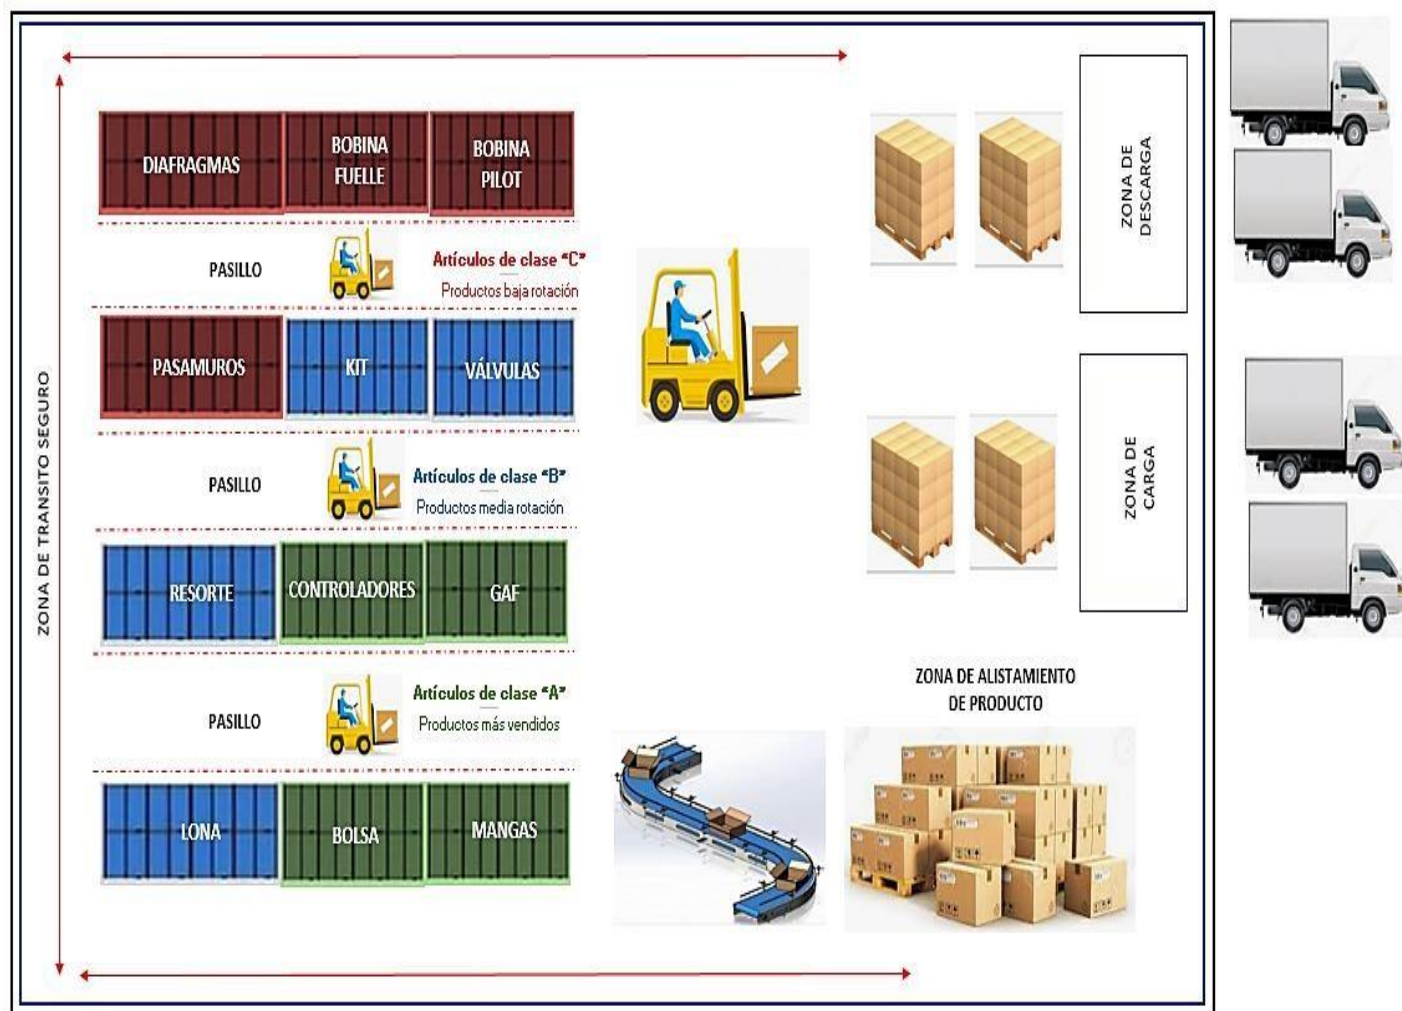 DIAFRAGMAS
BOBINA
FUELLE
BOBINA
PILOT
PASILLO
Artículos de clase “C”
Productos baja rotación
PASAMUROS
KIT
VÁLVULAS
PASILLO
Artículos de clase “B”
Productos media rotación
RESORTE
CONTROLADORES
GAF
PASILLO
Artículos de clase “A”
Productos más vendidos
LONA
BOLSA
MANGAS
ZONA DE TRANSITO SEGURO
ZONA DE
DESCARGA
ZONA DE
CARGA
ZONA DE ALISTAMIENTO
DE PRODUCTO